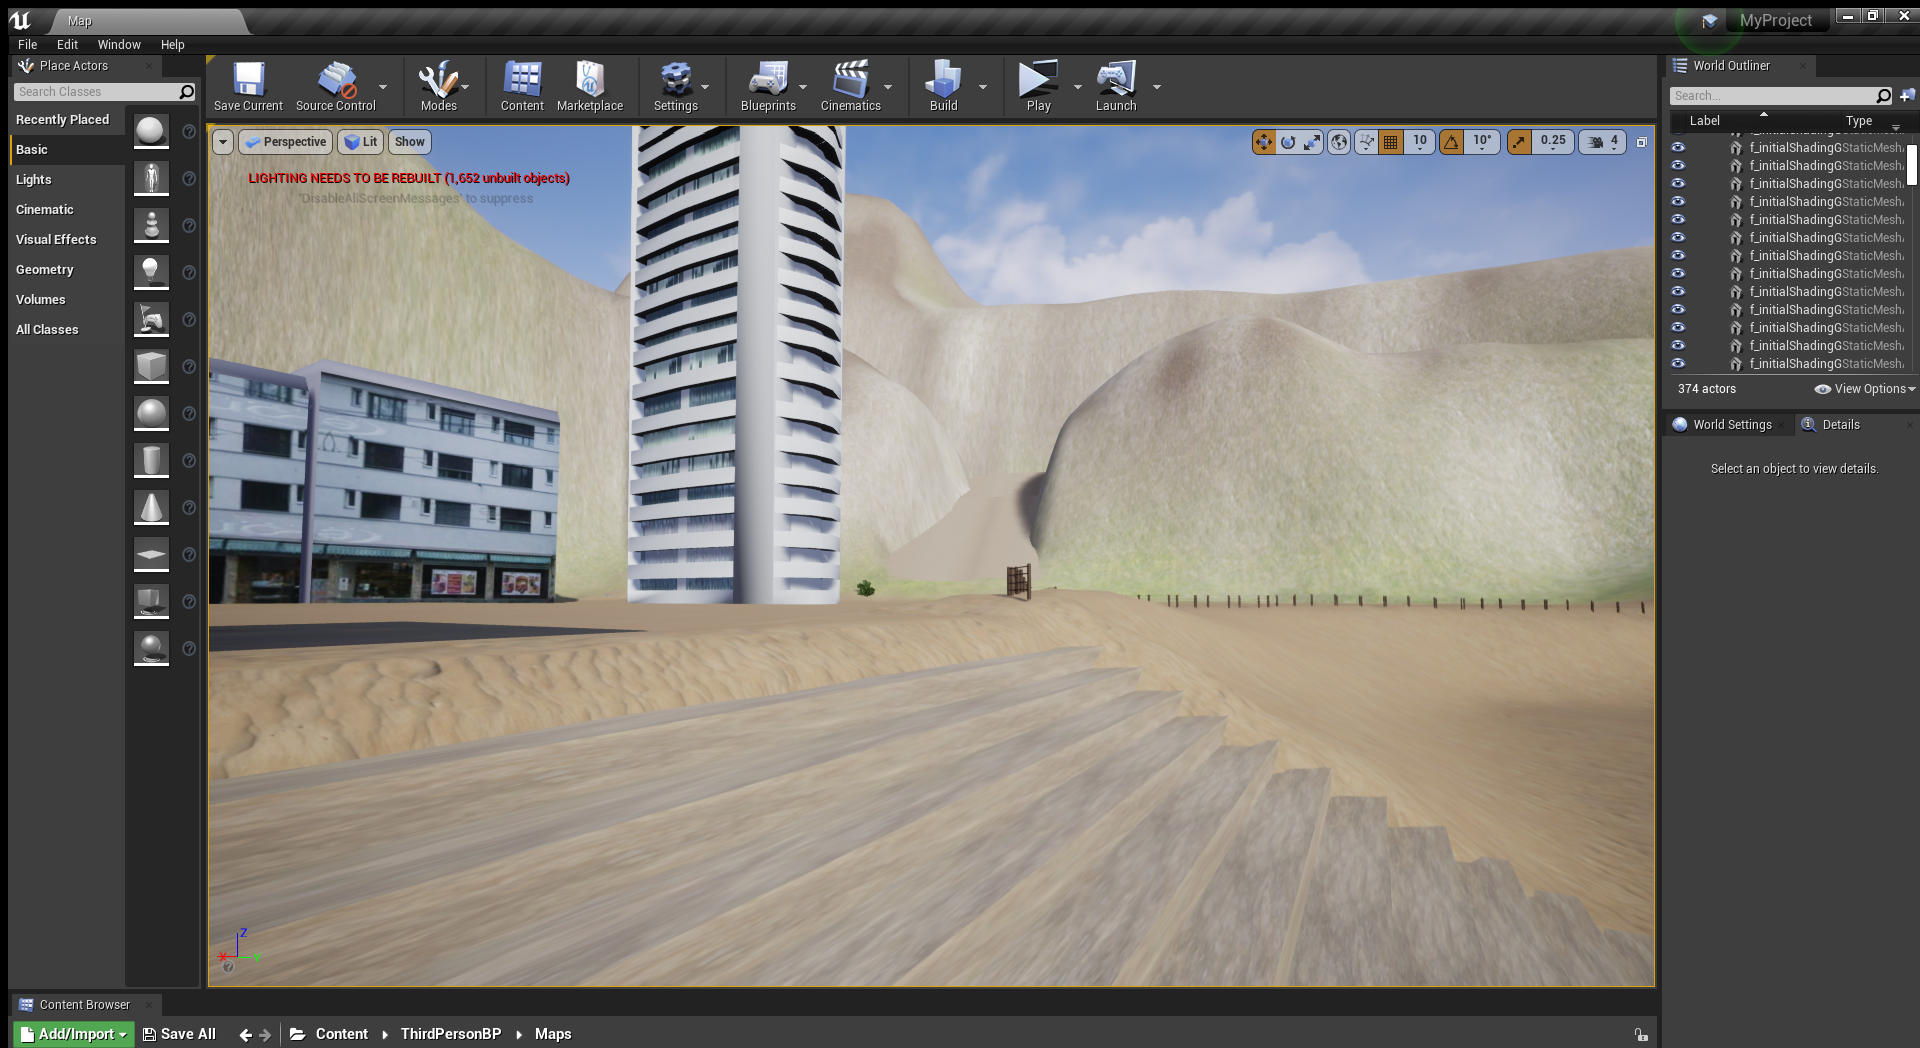 Map
MyProject
File Edit Window Help
Place Actors
Search Classes
Recently Placed
Basic
Lights
Cinematic
Visual Effects
Geometry
Volumes
All Classes
Save Current
Source Control
Modes
Content
Marketplace
Settings
Blueprints
Cinematics
Build
Play
Launch
Perspective
Lit
Show
10
10°
0.25
4
LIGHTING NEEDS TO BE REBUILT (1,652 unbuilt objects)
'DisableAllScreenMessages' to suppress
Z
X
Y
World Outliner
Search...
Label Type
f_initialShadingG StaticMesh
f_initialShadingG StaticMesh
f_initialShadingG StaticMesh
f_initialShadingG StaticMesh
f_initialShadingG StaticMesh
f_initialShadingG StaticMesh
f_initialShadingG StaticMesh
f_initialShadingG StaticMesh
f_initialShadingG StaticMesh
f_initialShadingG StaticMesh
f_initialShadingG StaticMesh
f_initialShadingG StaticMesh
f_initialShadingG StaticMesh
374 actors
View Options
World Settings
Details
Select an object to view details.
Content Browser
Add/Import
Save All
Content
ThirdPersonBP
Maps